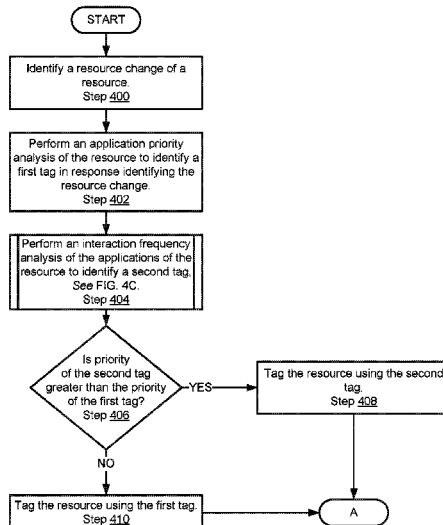 START
Identify a resource change of a
resource.
Step 400
Perform an application priority
analysis of the resource to identify a
first tag in response identifying the
resource change.
Step 402
Perform an interaction frequency
analysis of the applications of the
resource to identify a second tag.
See FIG. 4C.
Step 404
Is priority
of the second tag
greater than the priority
of the first tag?
Step 406
YES
Tag the resource using the second
tag.
Step 408
NO
Tag the resource using the first tag.
Step 410
A